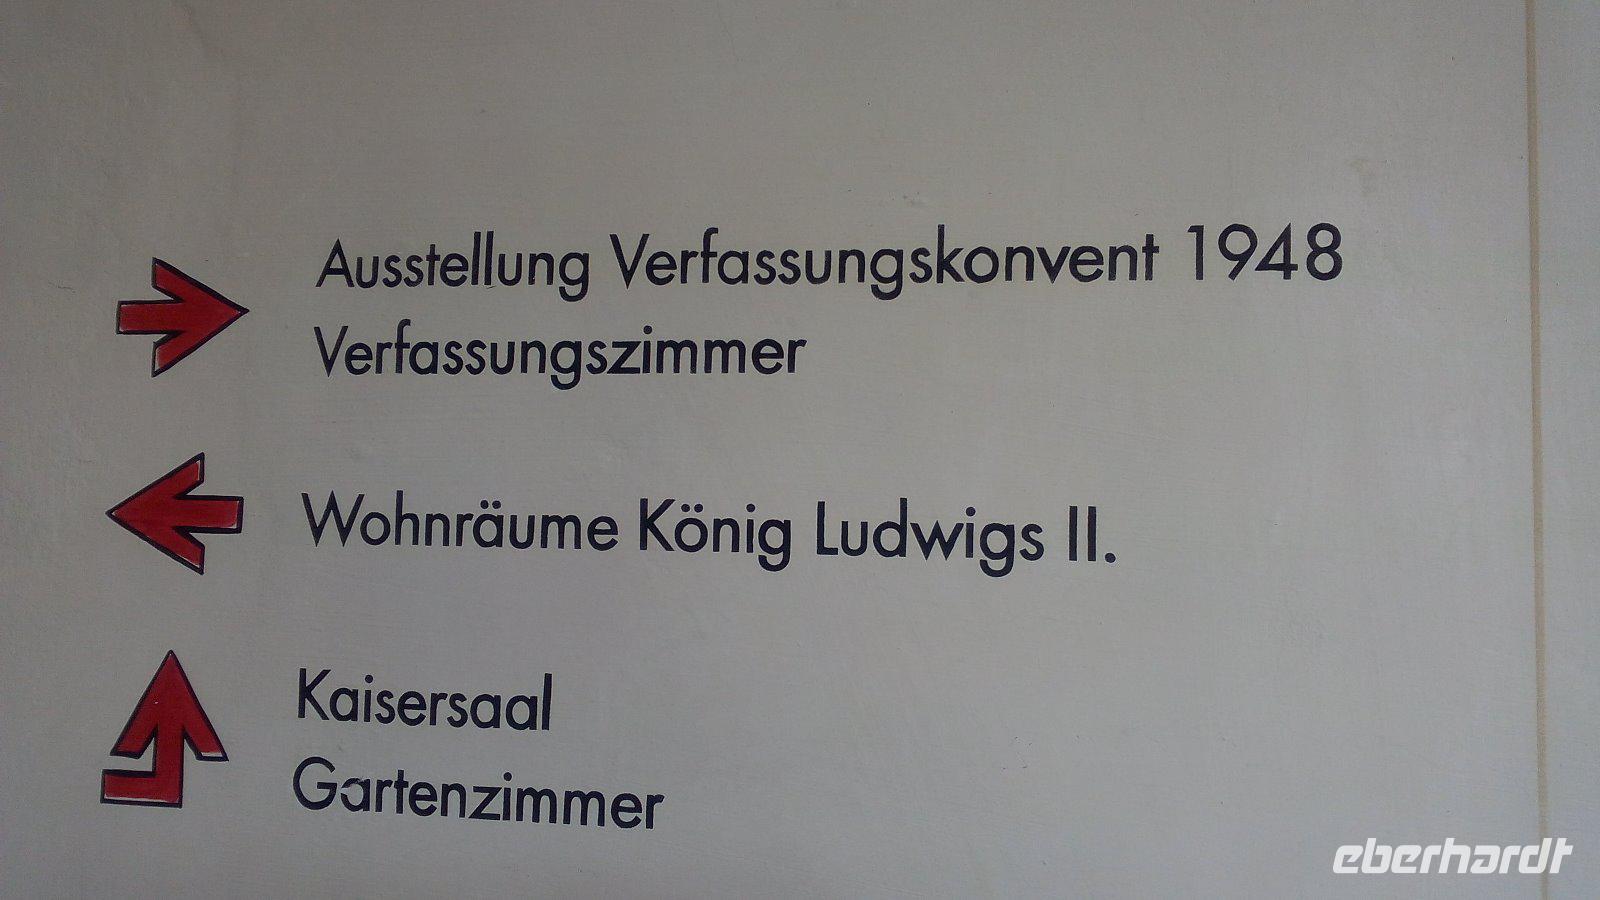 Ausstellung Verfassungskonvent 1948
Verfassungszimmer
Wohnräume König Ludwigs II.
Kaisersaal
Gartenzimmer
eberhardt